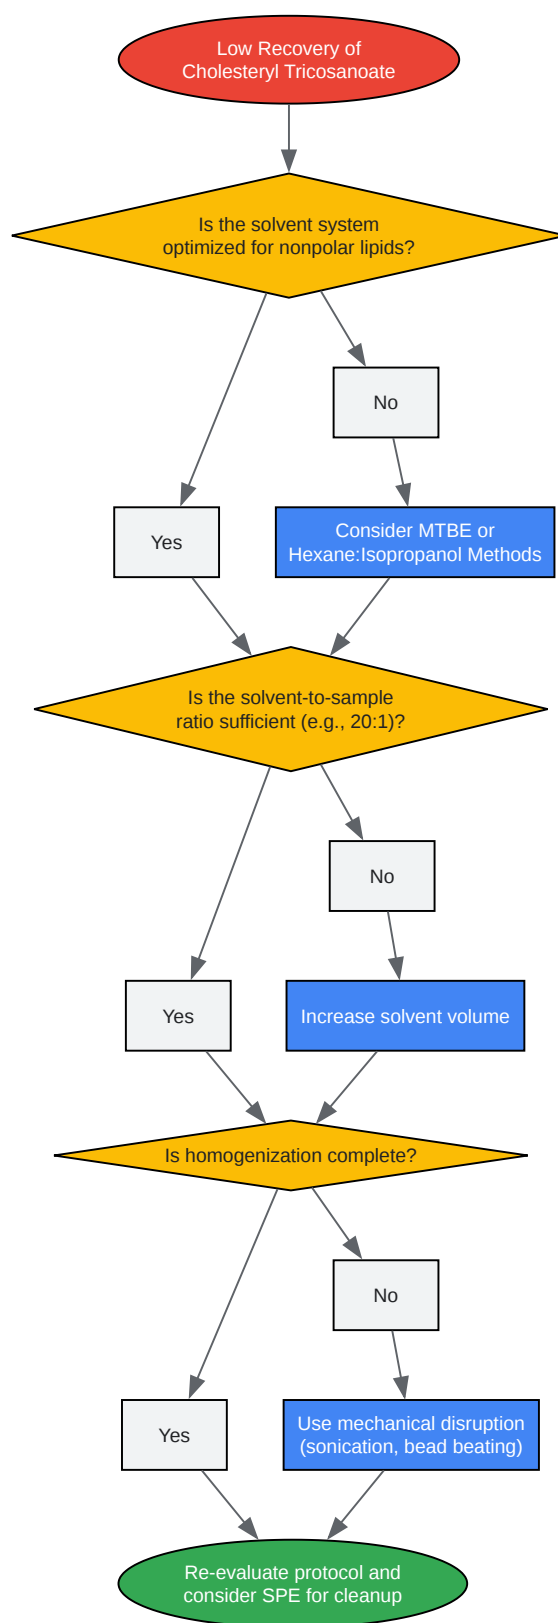 Low Recovery of
Cholesteryl Tricosanoate
Is the solvent system
optimized for nonpolar lipids?
No
Yes
Consider MTBE or
Hexane:Isopropanol Methods
Is the solvent-to-sample
ratio sufficient (e.g., 20:1)?
No
Yes
Increase solvent volume
Is homogenization complete?
No
Yes
Use mechanical disruption
(sonication, bead beating)
Re-evaluate protocol and
consider SPE for cleanup